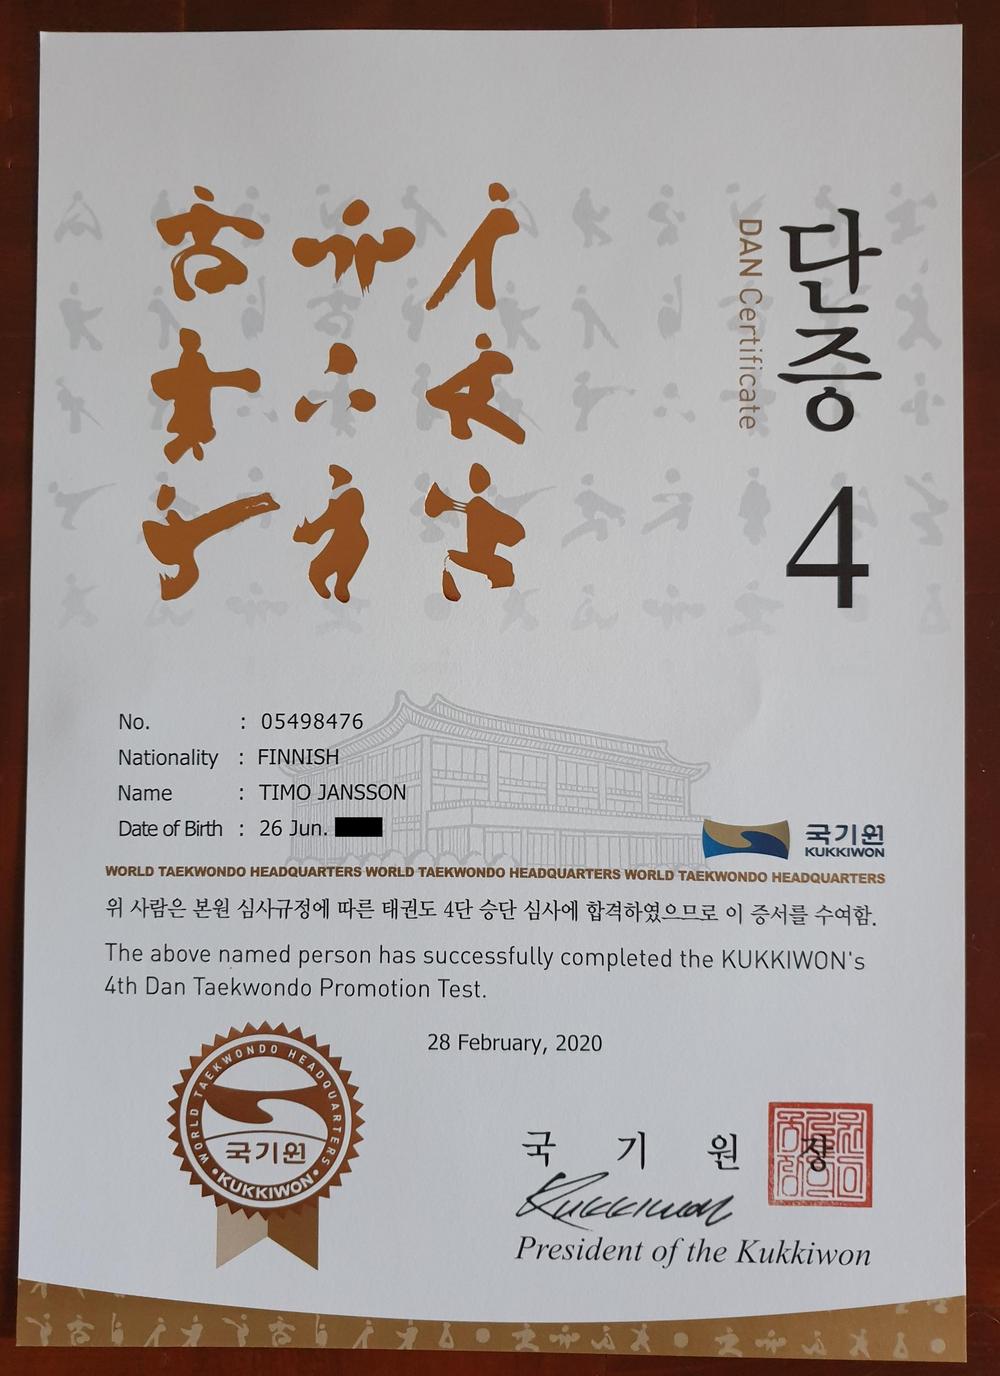 단증
DAN Certificate
4
No. : 05498476
Nationality : FINNISH
Name : TIMO JANSSON
Date of Birth : 26 Jun.
국기원
KUKKIWON
WORLD TAEKWONDO HEADQUARTERS WORLD TAEKWONDO HEADQUARTERS WORLD TAEKWONDO HEADQUARTERS
위 사람은 본원 심사규정에 따른 태권도 4단 승단 심사에 합격하였으므로 이 증서를 수여함.
The above named person has successfully completed the KUKKIWON's
4th Dan Taekwondo Promotion Test.
28 February, 2020
WORLD TAEKWONDO HEADQUARTERS
국기원
KUKKIWON
국 기 원 장
Kukkiwon
President of the Kukkiwon